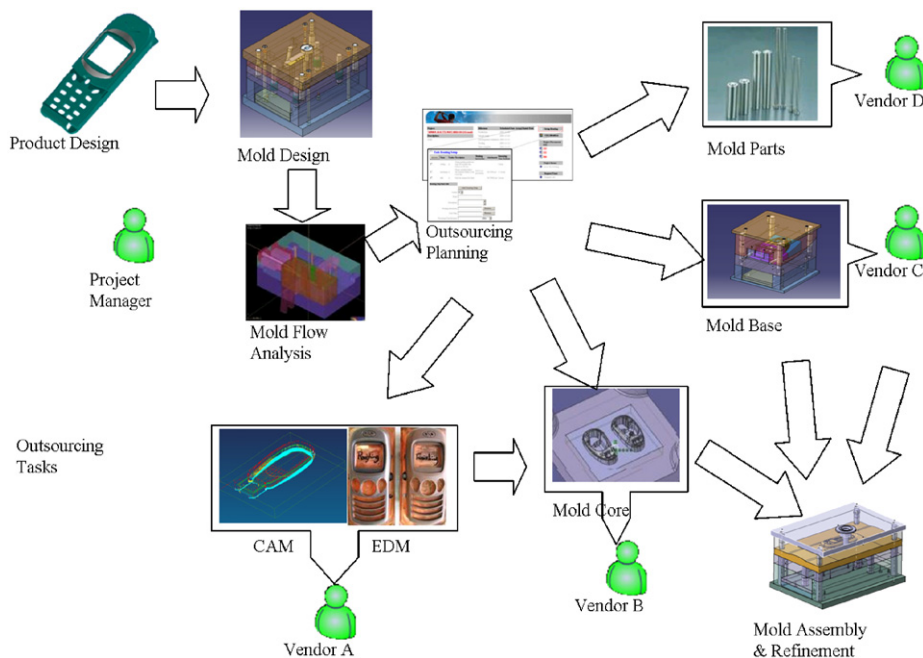 Product Design
Mold Design
Mold Parts
Vendor D
Outsourcing
Planning
Project
Manager
Mold Flow
Analysis
Mold Base
Vendor C
Outsourcing
Tasks
CAM
EDM
Mold Core
Vendor A
Vendor B
Mold Assembly
& Refinement